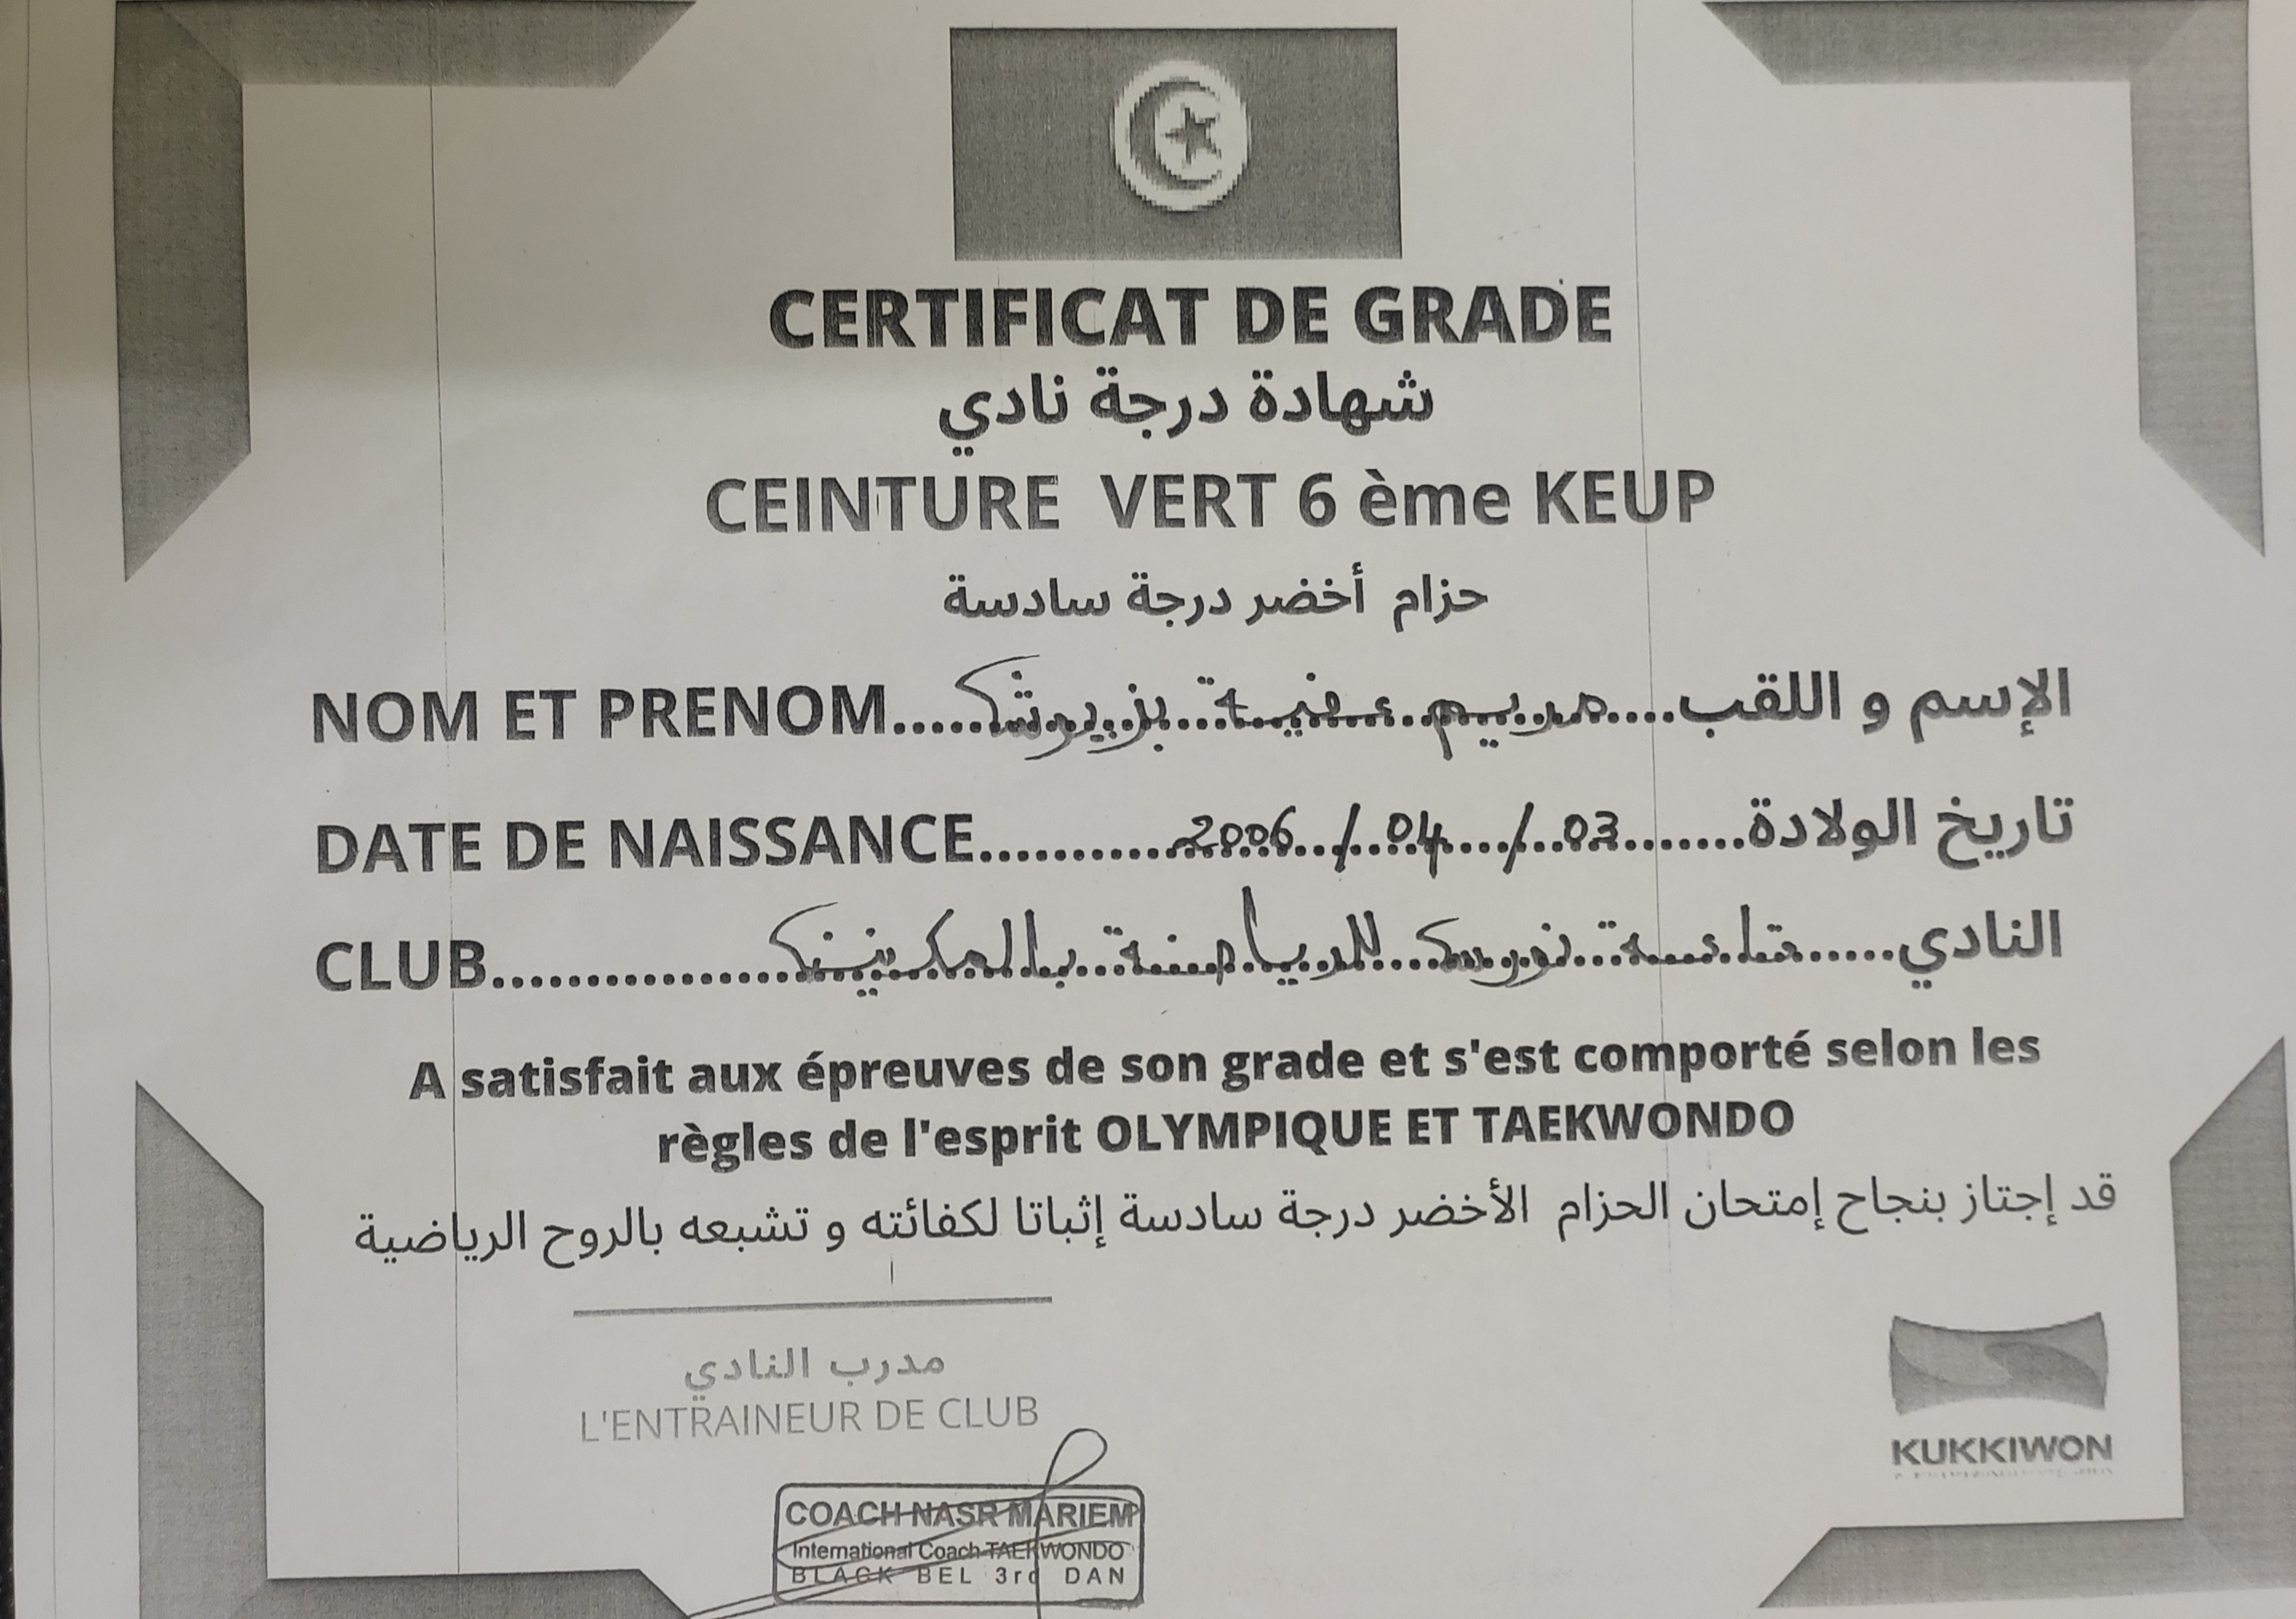 CERTIFICAT DE GRADE
شهادة درجة نادي
CEINTURE VERT 6 ème KEUP
حزام أخضر درجة سادسة
NOM ET PRENOM..... مريم صفية بنزيرت ....الإسم و اللقب
DATE DE NAISSANCE............2006../..04.../..03.......تاريخ الولادة
CLUB................ قاعة نورس للرياضة بالمكنين ......النادي
A satisfait aux épreuves de son grade et s'est comporté selon les
règles de l'esprit OLYMPIQUE ET TAEKWONDO
قد إجتاز بنجاح إمتحان الحزام الأخضر درجة سادسة إثباتا لكفائته و تشبعه بالروح الرياضية
مدرب النادي
L'ENTRAINEUR DE CLUB
COACH NASR MARIEM
International Coach TAEKWONDO
BLACK BEL 3rd DAN
KUKKIWON